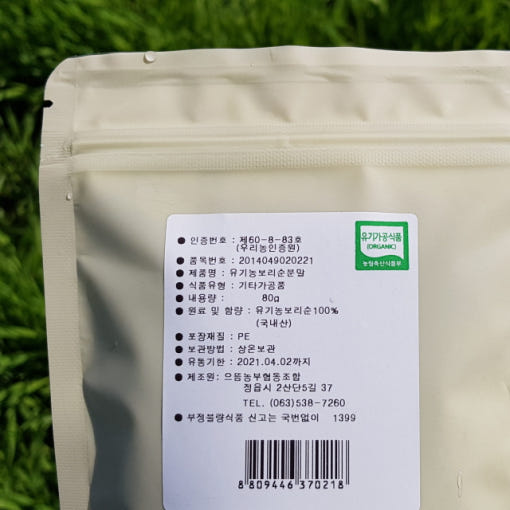 ● 인증번호 : 제60-8-83호
(우리농인증원)
● 품목번호 : 2014049020221
● 제품명 : 유기농보리순분말
● 식품유형 : 기타가공품
● 내용량 : 80g
● 원료 및 함량 : 유기농보리순100%
(국내산)
● 포장재질 : PE
● 보관방법 : 상온보관
● 유통기한 : 2021.04.02까지
● 제조원: 으뜸농부협동조합
정읍시 2산단5길 37
TEL. (063)538-7260
● 부정불량식품 신고는 국번없이 1399
8 809446 370218
유기가공식품
(ORGANIC)
농림축산식품부